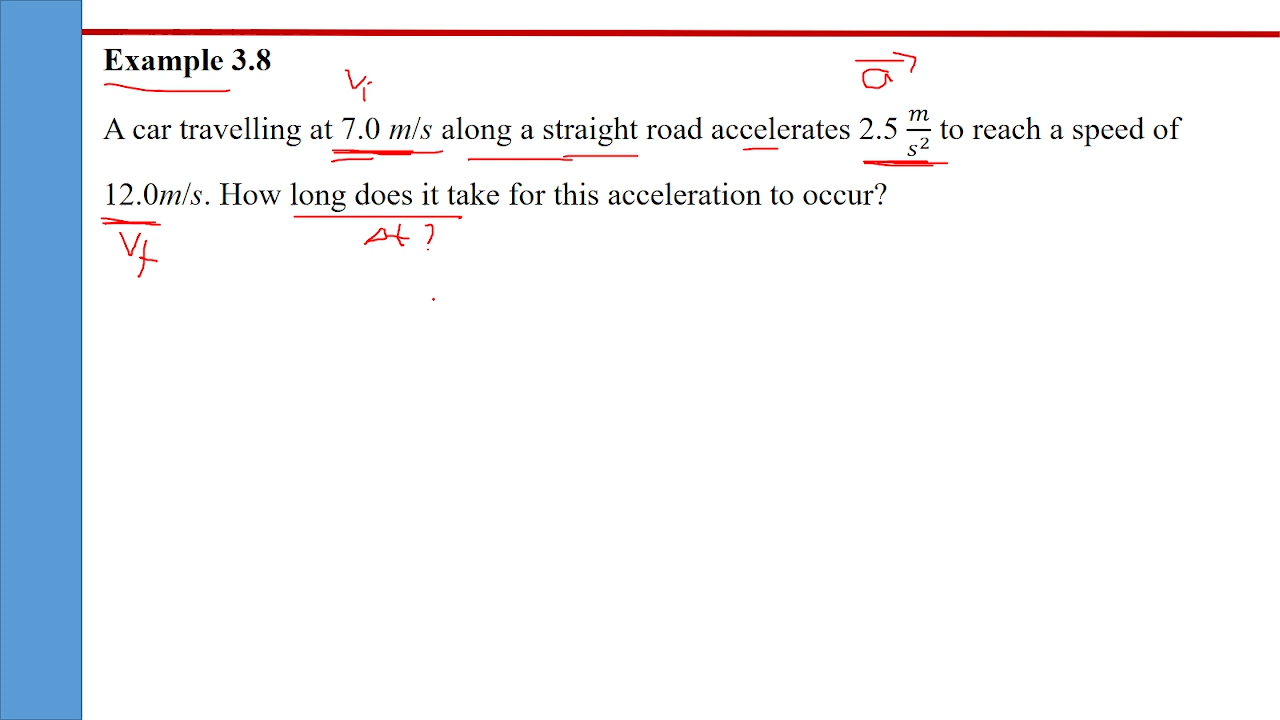 Example 3.8
Vi
a⃗
A car travelling at 7.0 m/s along a straight road accelerates 2.5 m/s² to reach a speed of
12.0m/s. How long does it take for this acceleration to occur?
Vf
Δt ?